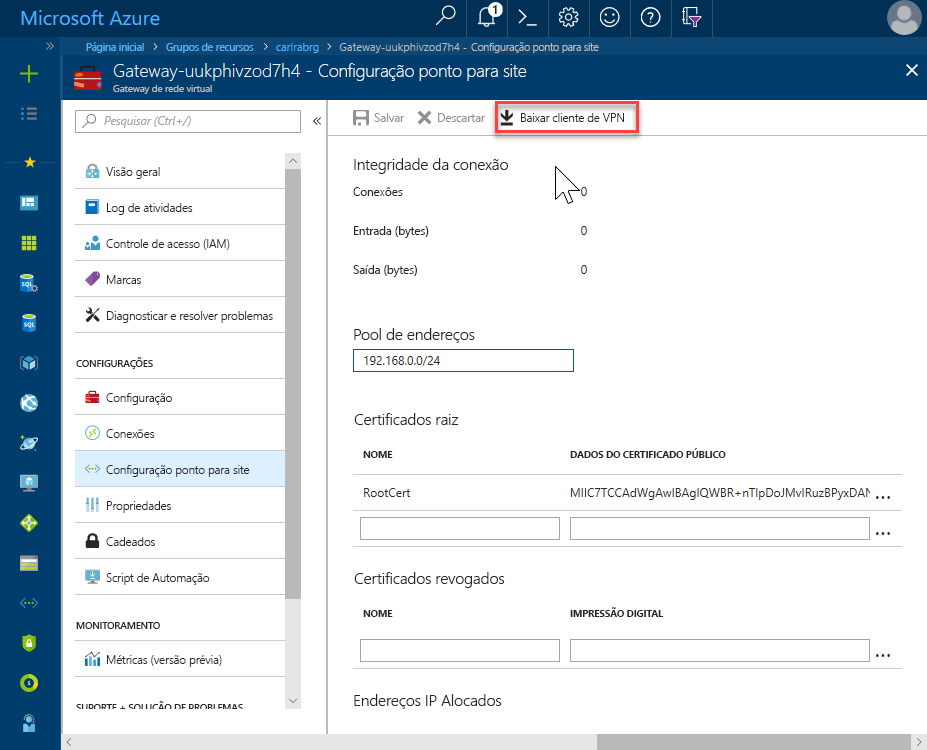 Microsoft Azure
1
Página inicial > Grupos de recursos > carlrabrg > Gateway-uukphivzod7h4 - Configuração ponto para site
Gateway-uukphivzod7h4 - Configuração ponto para site
Gateway de rede virtual
Pesquisar (Ctrl+/)
Visão geral
Log de atividades
Controle de acesso (IAM)
Marcas
Diagnosticar e resolver problemas
CONFIGURAÇÕES
Configuração
Conexões
Configuração ponto para site
Propriedades
Cadeados
Script de Automação
MONITORAMENTO
Métricas (versão prévia)
SUPORTE + SOLUÇÃO DE PROBLEMAS
Salvar Descartar Baixar cliente de VPN
Integridade da conexão
Conexões 0
Entrada (bytes) 0
Saída (bytes) 0
Pool de endereços
192.168.0.0/24
Certificados raiz
NOME DADOS DO CERTIFICADO PÚBLICO
RootCert ...
...
Certificados revogados
NOME IMPRESSÃO DIGITAL
...
Endereços IP Alocados